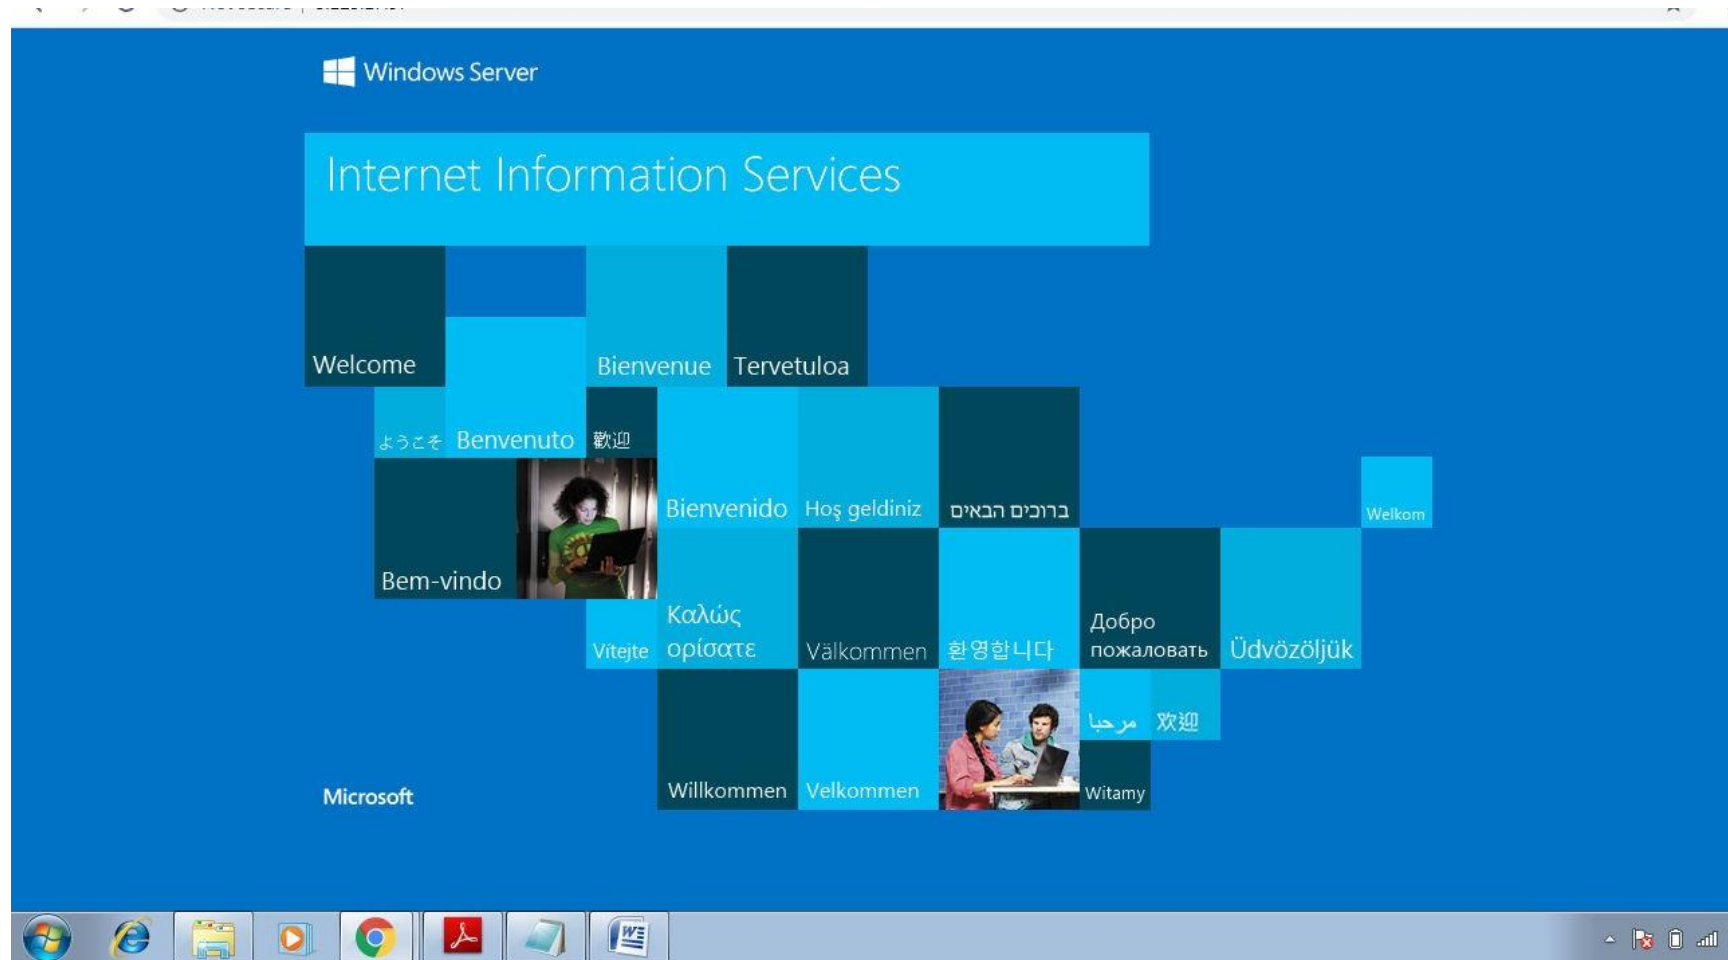 Windows Server
Internet Information Services
Welcome
Bienvenue
Tervetuloa
ようこそ
Benvenuto
歡迎
Bienvenido
Hoş geldiniz
ברוכים הבאים
Welkom
Bem-vindo
Vítejte
Καλώς
ορίσατε
Välkommen
환영합니다
Добро
пожаловать
Üdvözöljük
مرحبا
欢迎
Microsoft
Willkommen
Velkommen
Witamy